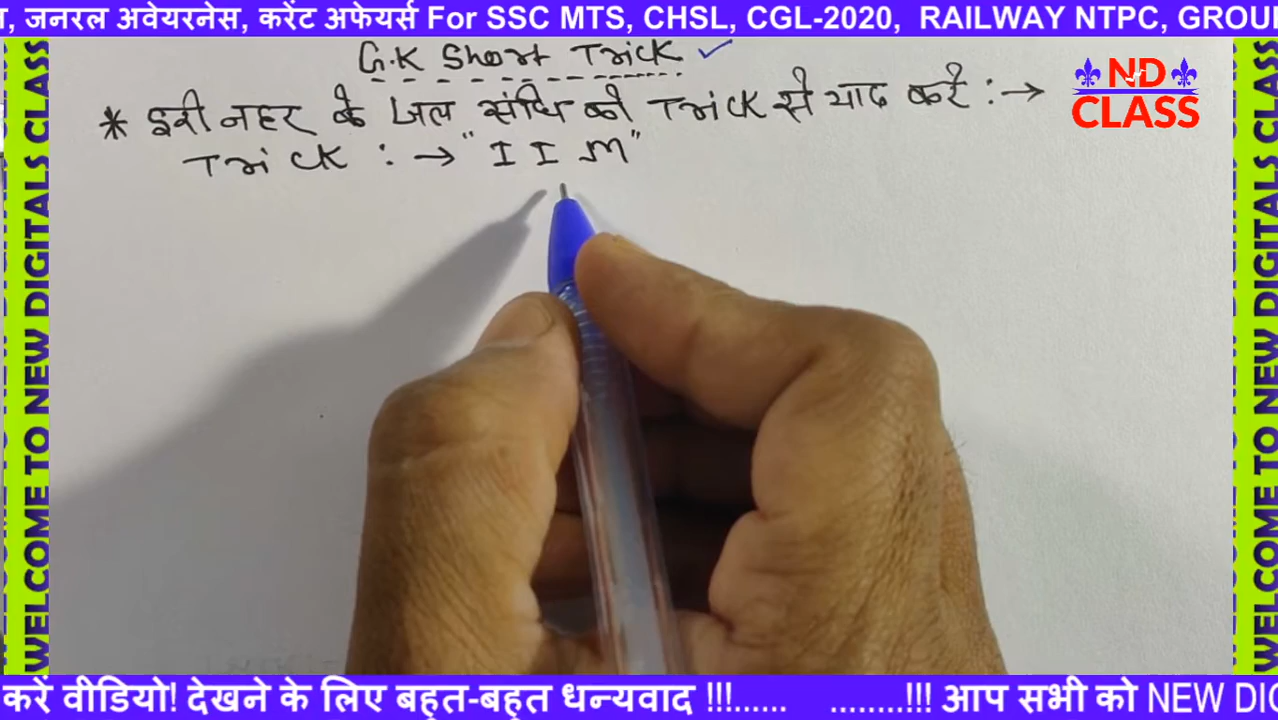 , जनरल अवेयरनेस, करेंट अफेयर्स For SSC MTS, CHSL, CGL-2020, RAILWAY NTPC, GROU
G.K Short Trick ✓
* इरी नहर के जल संधि को Trick से याद करें :→
Trick : → "I I M"
ND
CLASS
WELCOME TO NEW DIGITALS CLASS
WELCOME TO NEW DIGITALS CLASS
करें वीडियो! देखने के लिए बहुत-बहुत धन्यवाद !!!...... ........!!! आप सभी को NEW DIG